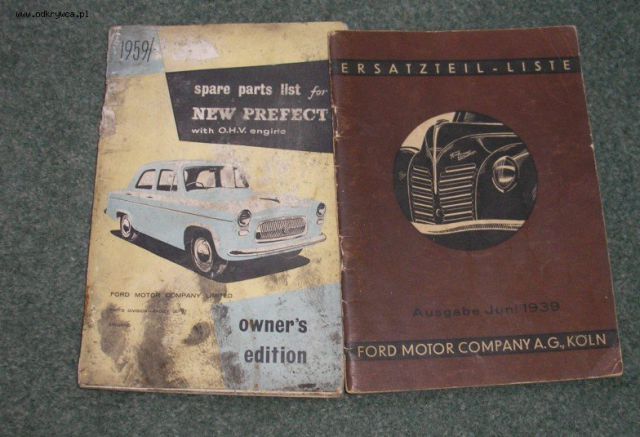 www.odkrywca.pl
1959/
spare parts list for
NEW PREFECT
with O.H.V. engine
FORD MOTOR COMPANY LIMITED
owner's
edition
ERSATZTEIL-LISTE
Ausgabe Juni 1939
FORD MOTOR COMPANY A.G., KÖLN